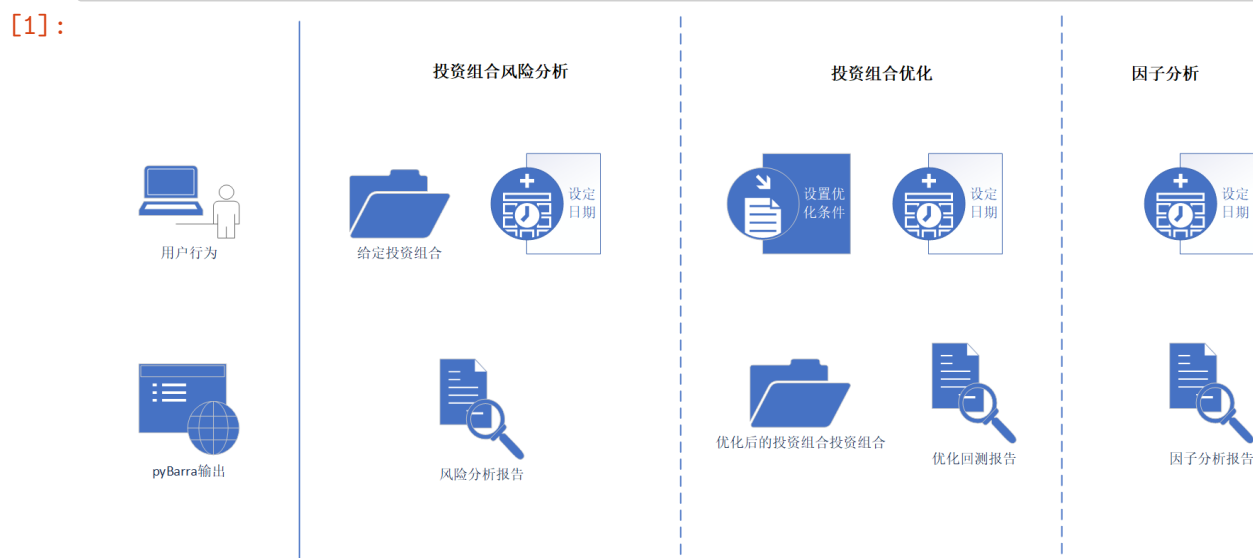 [1]:
投资组合风险分析
投资组合优化
因子分析
用户行为
给定投资组合
设定
日期
设置优
化条件
设定
日期
设定
日期
pyBarra输出
风险分析报告
优化后的投资组合投资组合
优化回测报告
因子分析报告